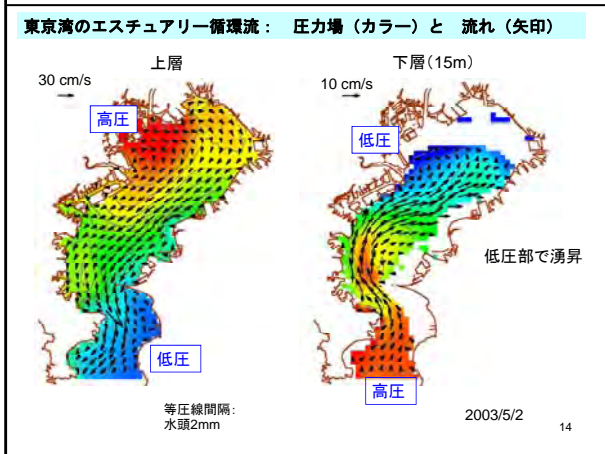 東京湾のエスチュアリー循環流： 圧力場（カラー）と 流れ（矢印）
上層
30 cm/s
高圧
低圧
等圧線間隔：
水頭2mm
下層（15m）
10 cm/s
低圧
低圧部で湧昇
高圧
2003/5/2
14